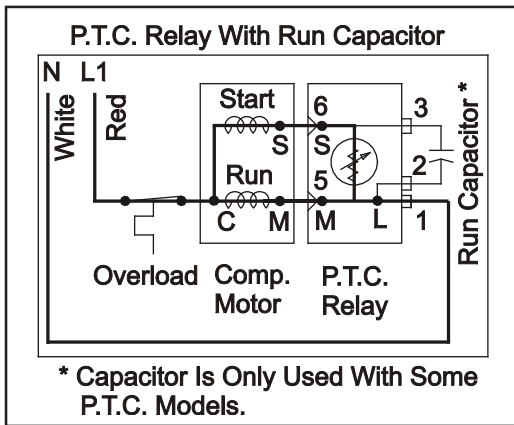 P.T.C. Relay With Run Capacitor
N L1
White
Red
Start
S
Run
C M
6
S
5
M
L
3
2
1
Run Capacitor *
Overload
Comp.
Motor
P.T.C.
Relay
* Capacitor Is Only Used With Some
P.T.C. Models.